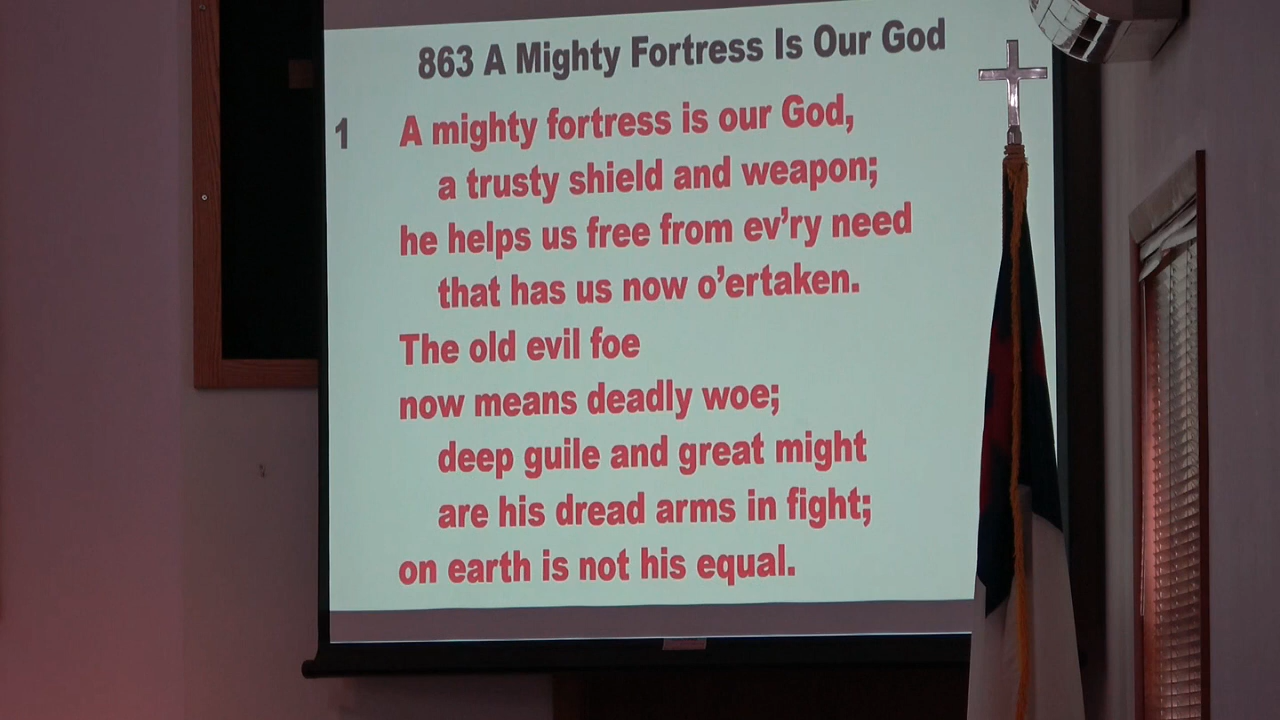 863 A Mighty Fortress Is Our God
1 A mighty fortress is our God,
a trusty shield and weapon;
he helps us free from ev’ry need
that has us now o’ertaken.
The old evil foe
now means deadly woe;
deep guile and great might
are his dread arms in fight;
on earth is not his equal.